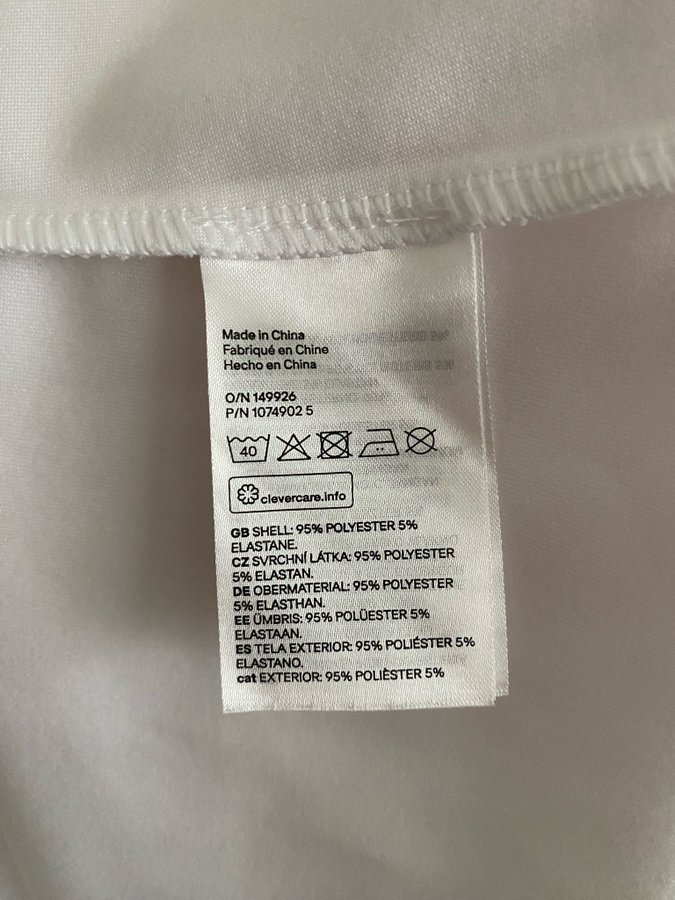 Made in China
Fabriqué en Chine
Hecho en China
O/N 149926
P/N 1074902 5
40
clevercare.info
GB SHELL: 95% POLYESTER 5%
ELASTANE.
CZ SVRCHNÍ LÁTKA: 95% POLYESTER
5% ELASTAN.
DE OBERMATERIAL: 95% POLYESTER
5% ELASTHAN.
EE ÜMBRIS: 95% POLÜESTER 5%
ELASTAAN.
ES TELA EXTERIOR: 95% POLIÉSTER 5%
ELASTANO.
cat EXTERIOR: 95% POLIÈSTER 5%